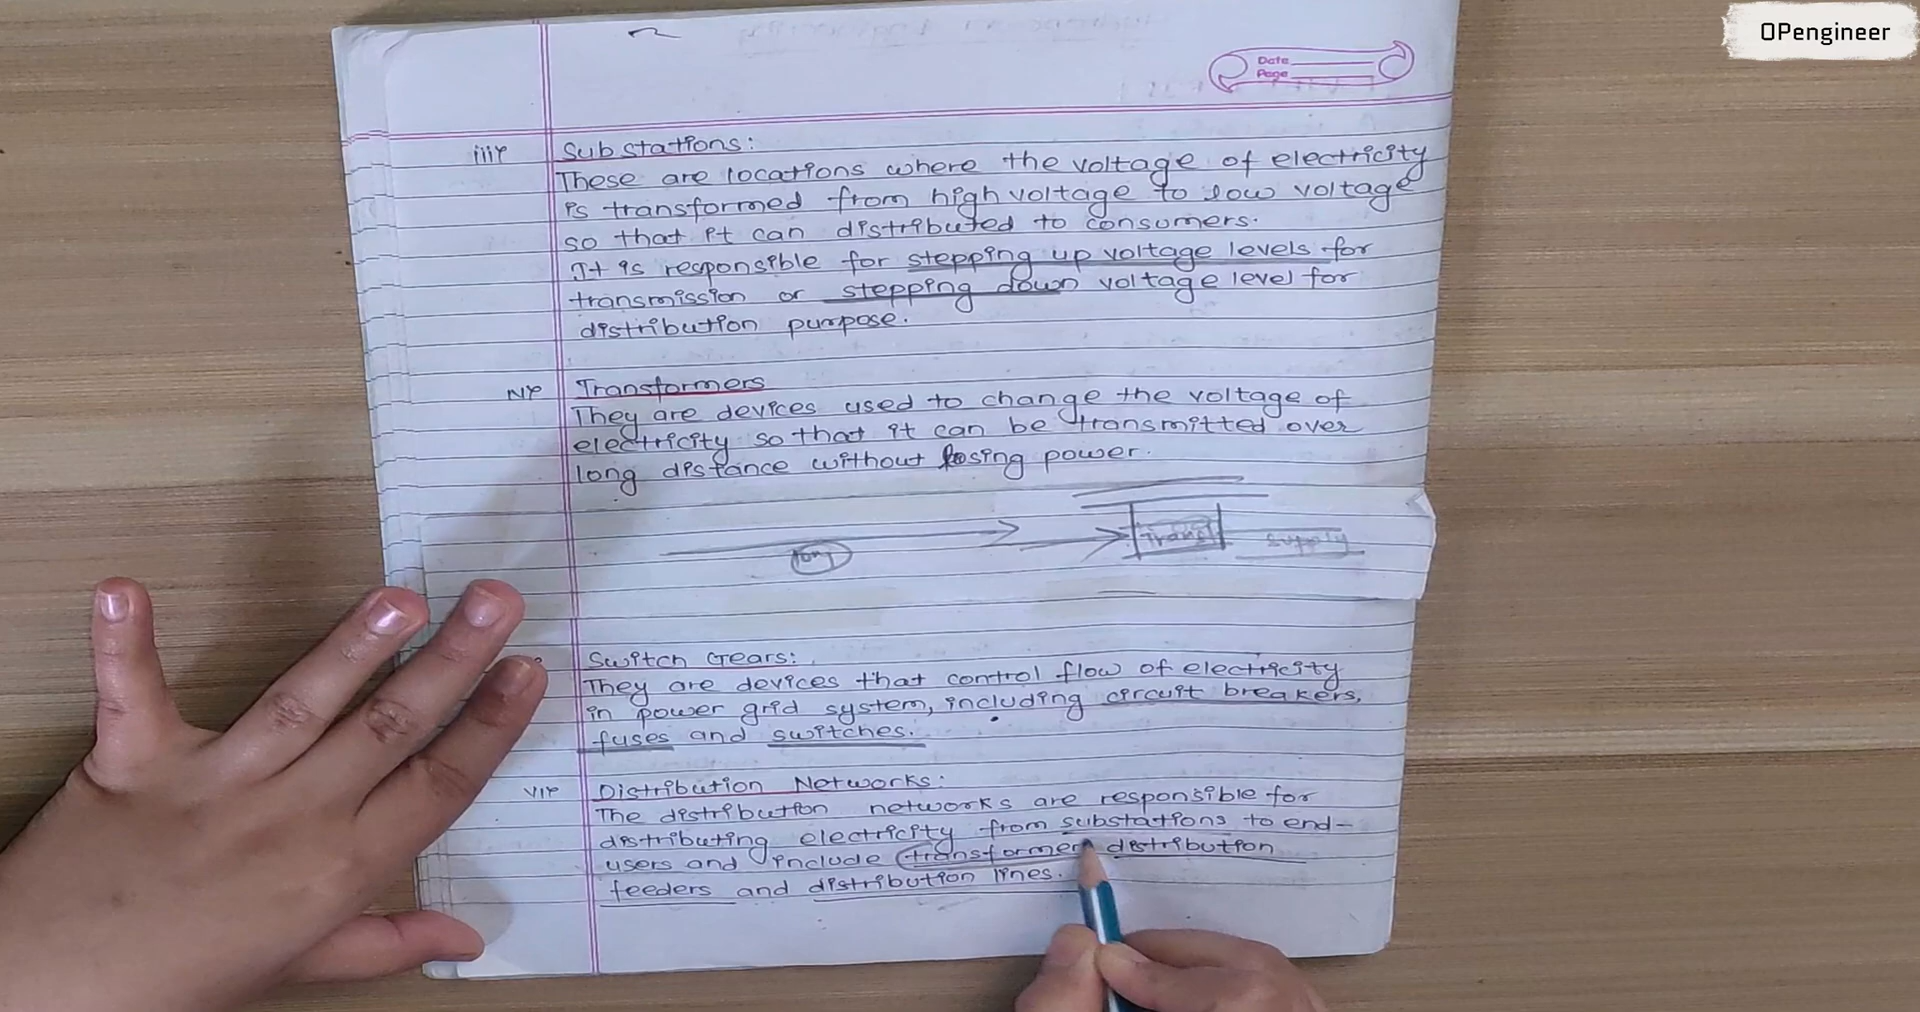 OPengineer
Date
Page
iii
Substations:
These are locations where the voltage of electricity
is transformed from high voltage to low voltage
so that it can distributed to consumers.
It is responsible for stepping up voltage levels for
transmission or stepping down voltage level for
distribution purpose.
Transformers
They are devices used to change the voltage of
electricity so that it can be transmitted over
long distance without losing power.
long
Transf
supply
Switch Gears:
They are devices that control flow of electricity
in power grid system, including circuit breakers,
fuses and switches.
VI
Distribution Networks:
The distribution networks are responsible for
distributing electricity from substations to end-
users and include transformer distribution
feeders and distribution lines.